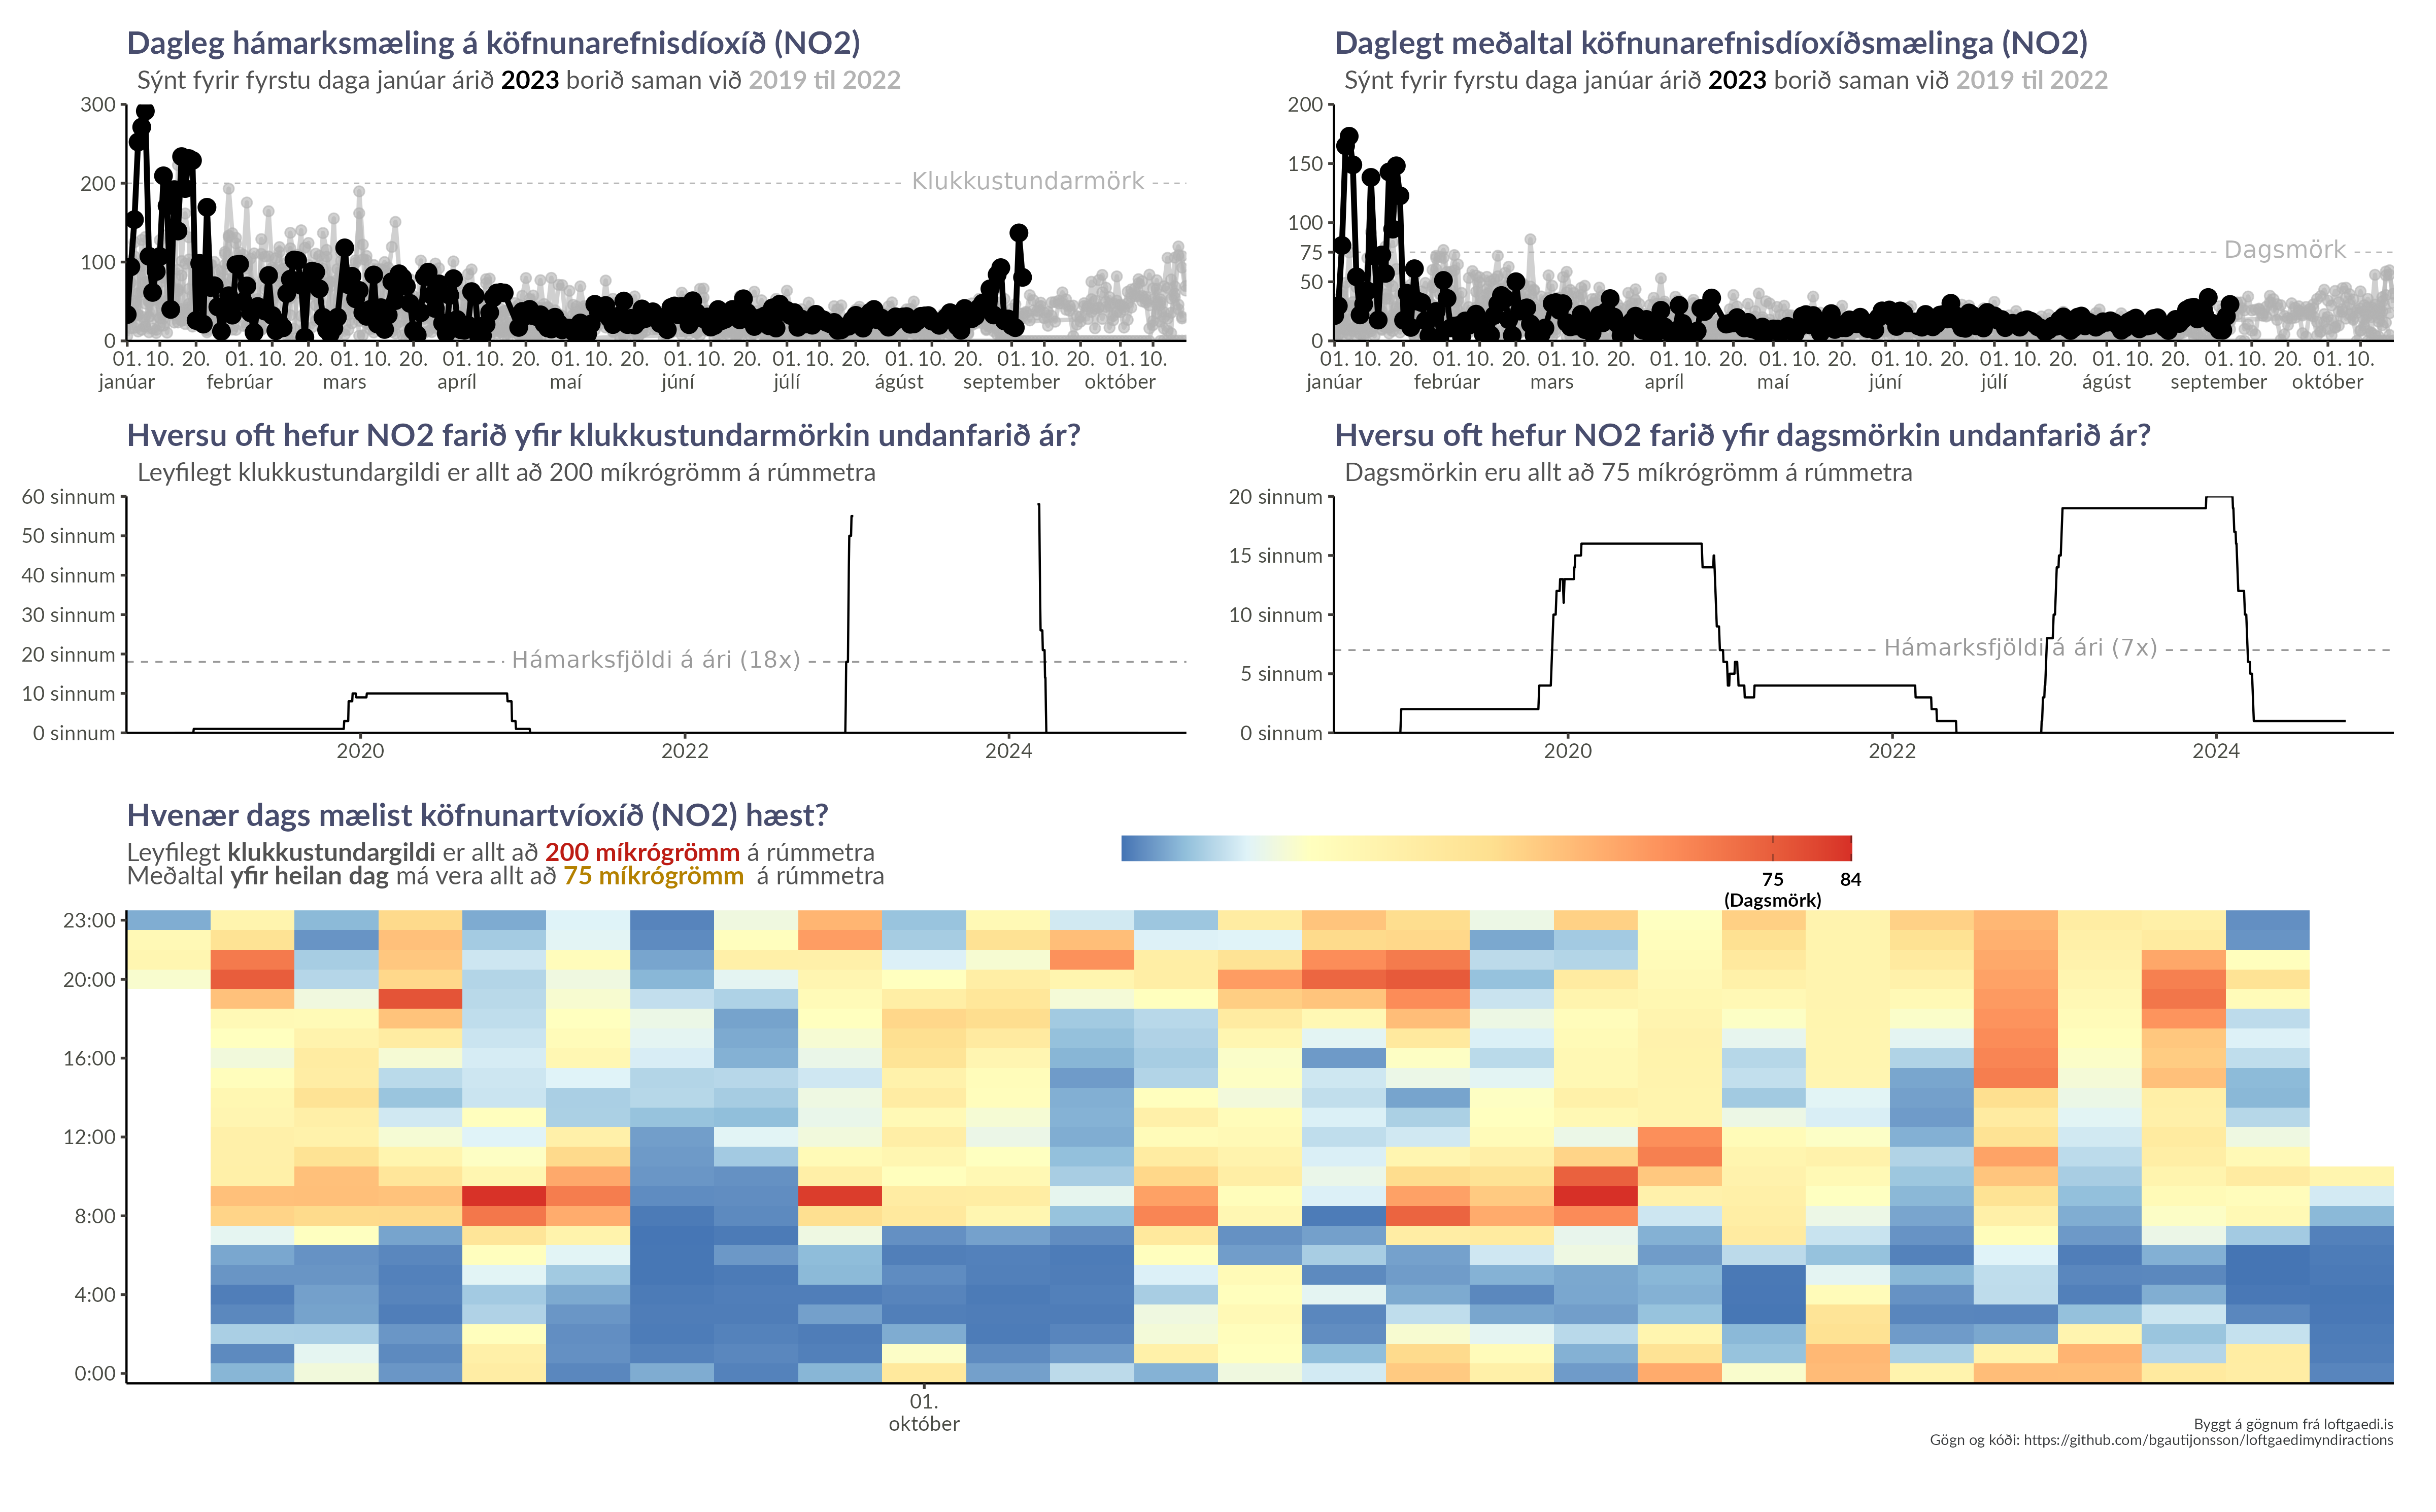 Dagleg hámarksmæling á köfnunarefnisdíoxíð (NO2)
Sýnt fyrir fyrstu daga janúar árið 2023 borið saman við 2019 til 2022
300
200
100
0
Klukkustundarmörk
01. 10. 20. 01. 10. 20. 01. 10. 20. 01. 10. 20. 01. 10. 20. 01. 10. 20. 01. 10. 20. 01. 10. 20. 01. 10. 20. 01. 10.
janúar febrúar mars apríl maí júní júlí ágúst september október
Daglegt meðaltal köfnunarefnisdíoxíðsmælinga (NO2)
Sýnt fyrir fyrstu daga janúar árið 2023 borið saman við 2019 til 2022
200
150
100
75
50
0
Dagsmörk
01. 10. 20. 01. 10. 20. 01. 10. 20. 01. 10. 20. 01. 10. 20. 01. 10. 20. 01. 10. 20. 01. 10. 20. 01. 10. 20. 01. 10.
janúar febrúar mars apríl maí júní júlí ágúst september október
Hversu oft hefur NO2 farið yfir klukkustundarmörkin undanfarið ár?
Leyfilegt klukkustundargildi er allt að 200 míkrógrömm á rúmmetra
60 sinnum
50 sinnum
40 sinnum
30 sinnum
20 sinnum
10 sinnum
0 sinnum
Hámarksfjöldi á ári (18x)
2020 2022 2024
Hversu oft hefur NO2 farið yfir dagsmörkin undanfarið ár?
Dagsmörkin eru allt að 75 míkrógrömm á rúmmetra
20 sinnum
15 sinnum
10 sinnum
5 sinnum
0 sinnum
Hámarksfjöldi á ári (7x)
2020 2022 2024
Hvenær dags mælist köfnunartvíoxíð (NO2) hæst?
Leyfilegt klukkustundargildi er allt að 200 míkrógrömm á rúmmetra
Meðaltal yfir heilan dag má vera allt að 75 míkrógrömm á rúmmetra
75 84
(Dagsmörk)
23:00
20:00
16:00
12:00
8:00
4:00
0:00
01.
október
Byggt á gögnum frá loftgaedi.is
Gögn og kóði: https://github.com/bgautijonsson/loftgaedimyndiractions